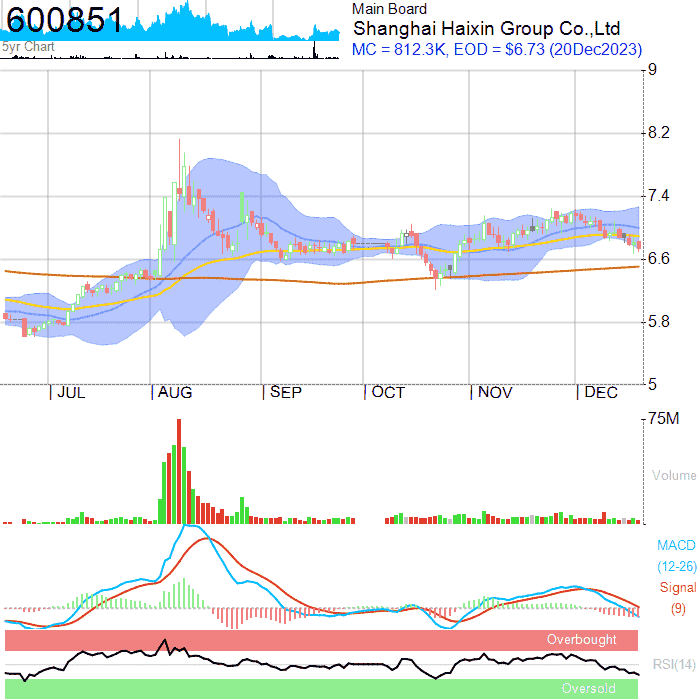 600851
5yr Chart
Main Board
Shanghai Haixin Group Co.,Ltd
MC = 812.3K, EOD = $6.73 (20Dec2023)
9
8.2
7.4
6.6
5.8
5
JUL AUG SEP OCT NOV DEC
75M
Volume
MACD
(12-26)
Signal
(9)
Overbought
RSI(14)
Oversold